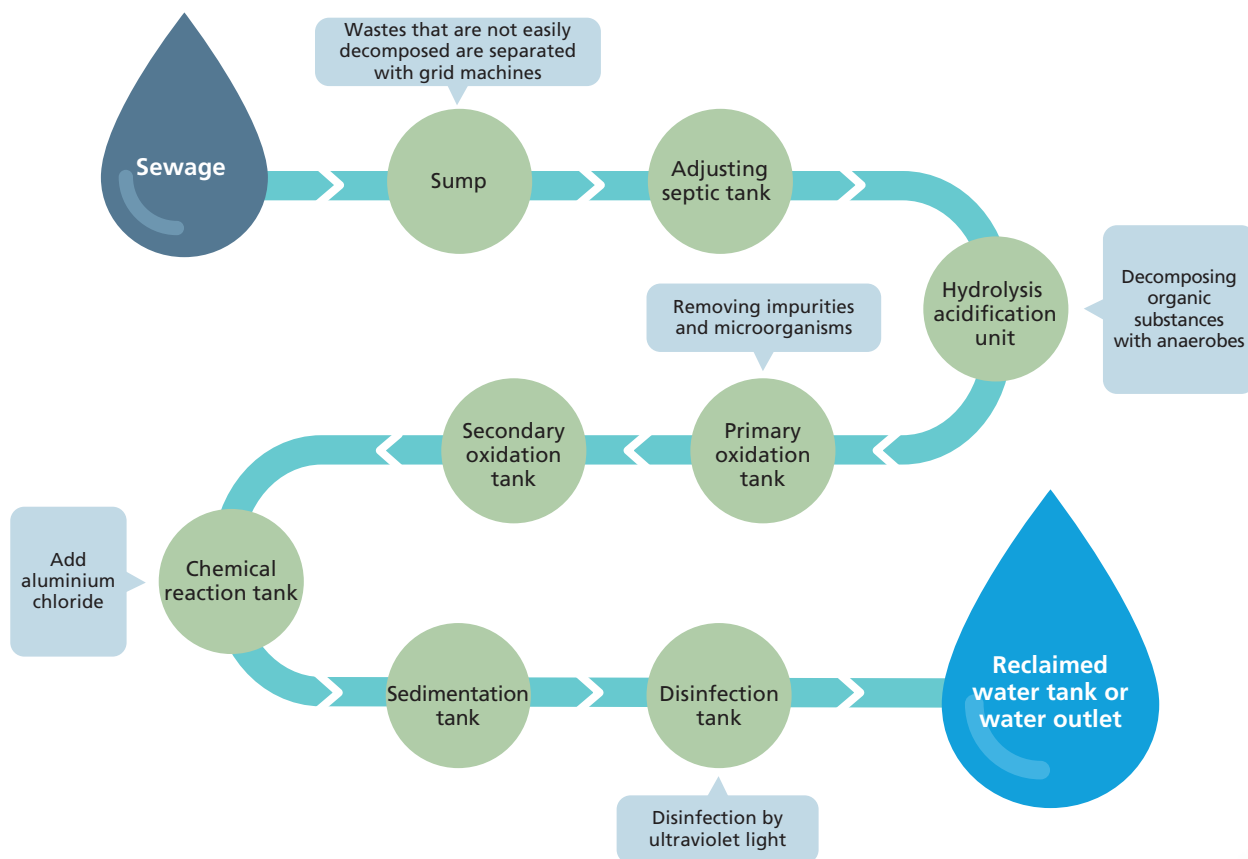 Wastes that are not easily
decomposed are separated
with grid machines
Sewage
Sump
Adjusting
septic tank
Hydrolysis
acidification
unit
Decomposing
organic
substances
with anaerobes
Removing impurities
and microorganisms
Primary
oxidation
tank
Secondary
oxidation
tank
Add
aluminium
chloride
Chemical
reaction tank
Sedimentation
tank
Disinfection
tank
Disinfection by
ultraviolet light
Reclaimed
water tank or
water outlet